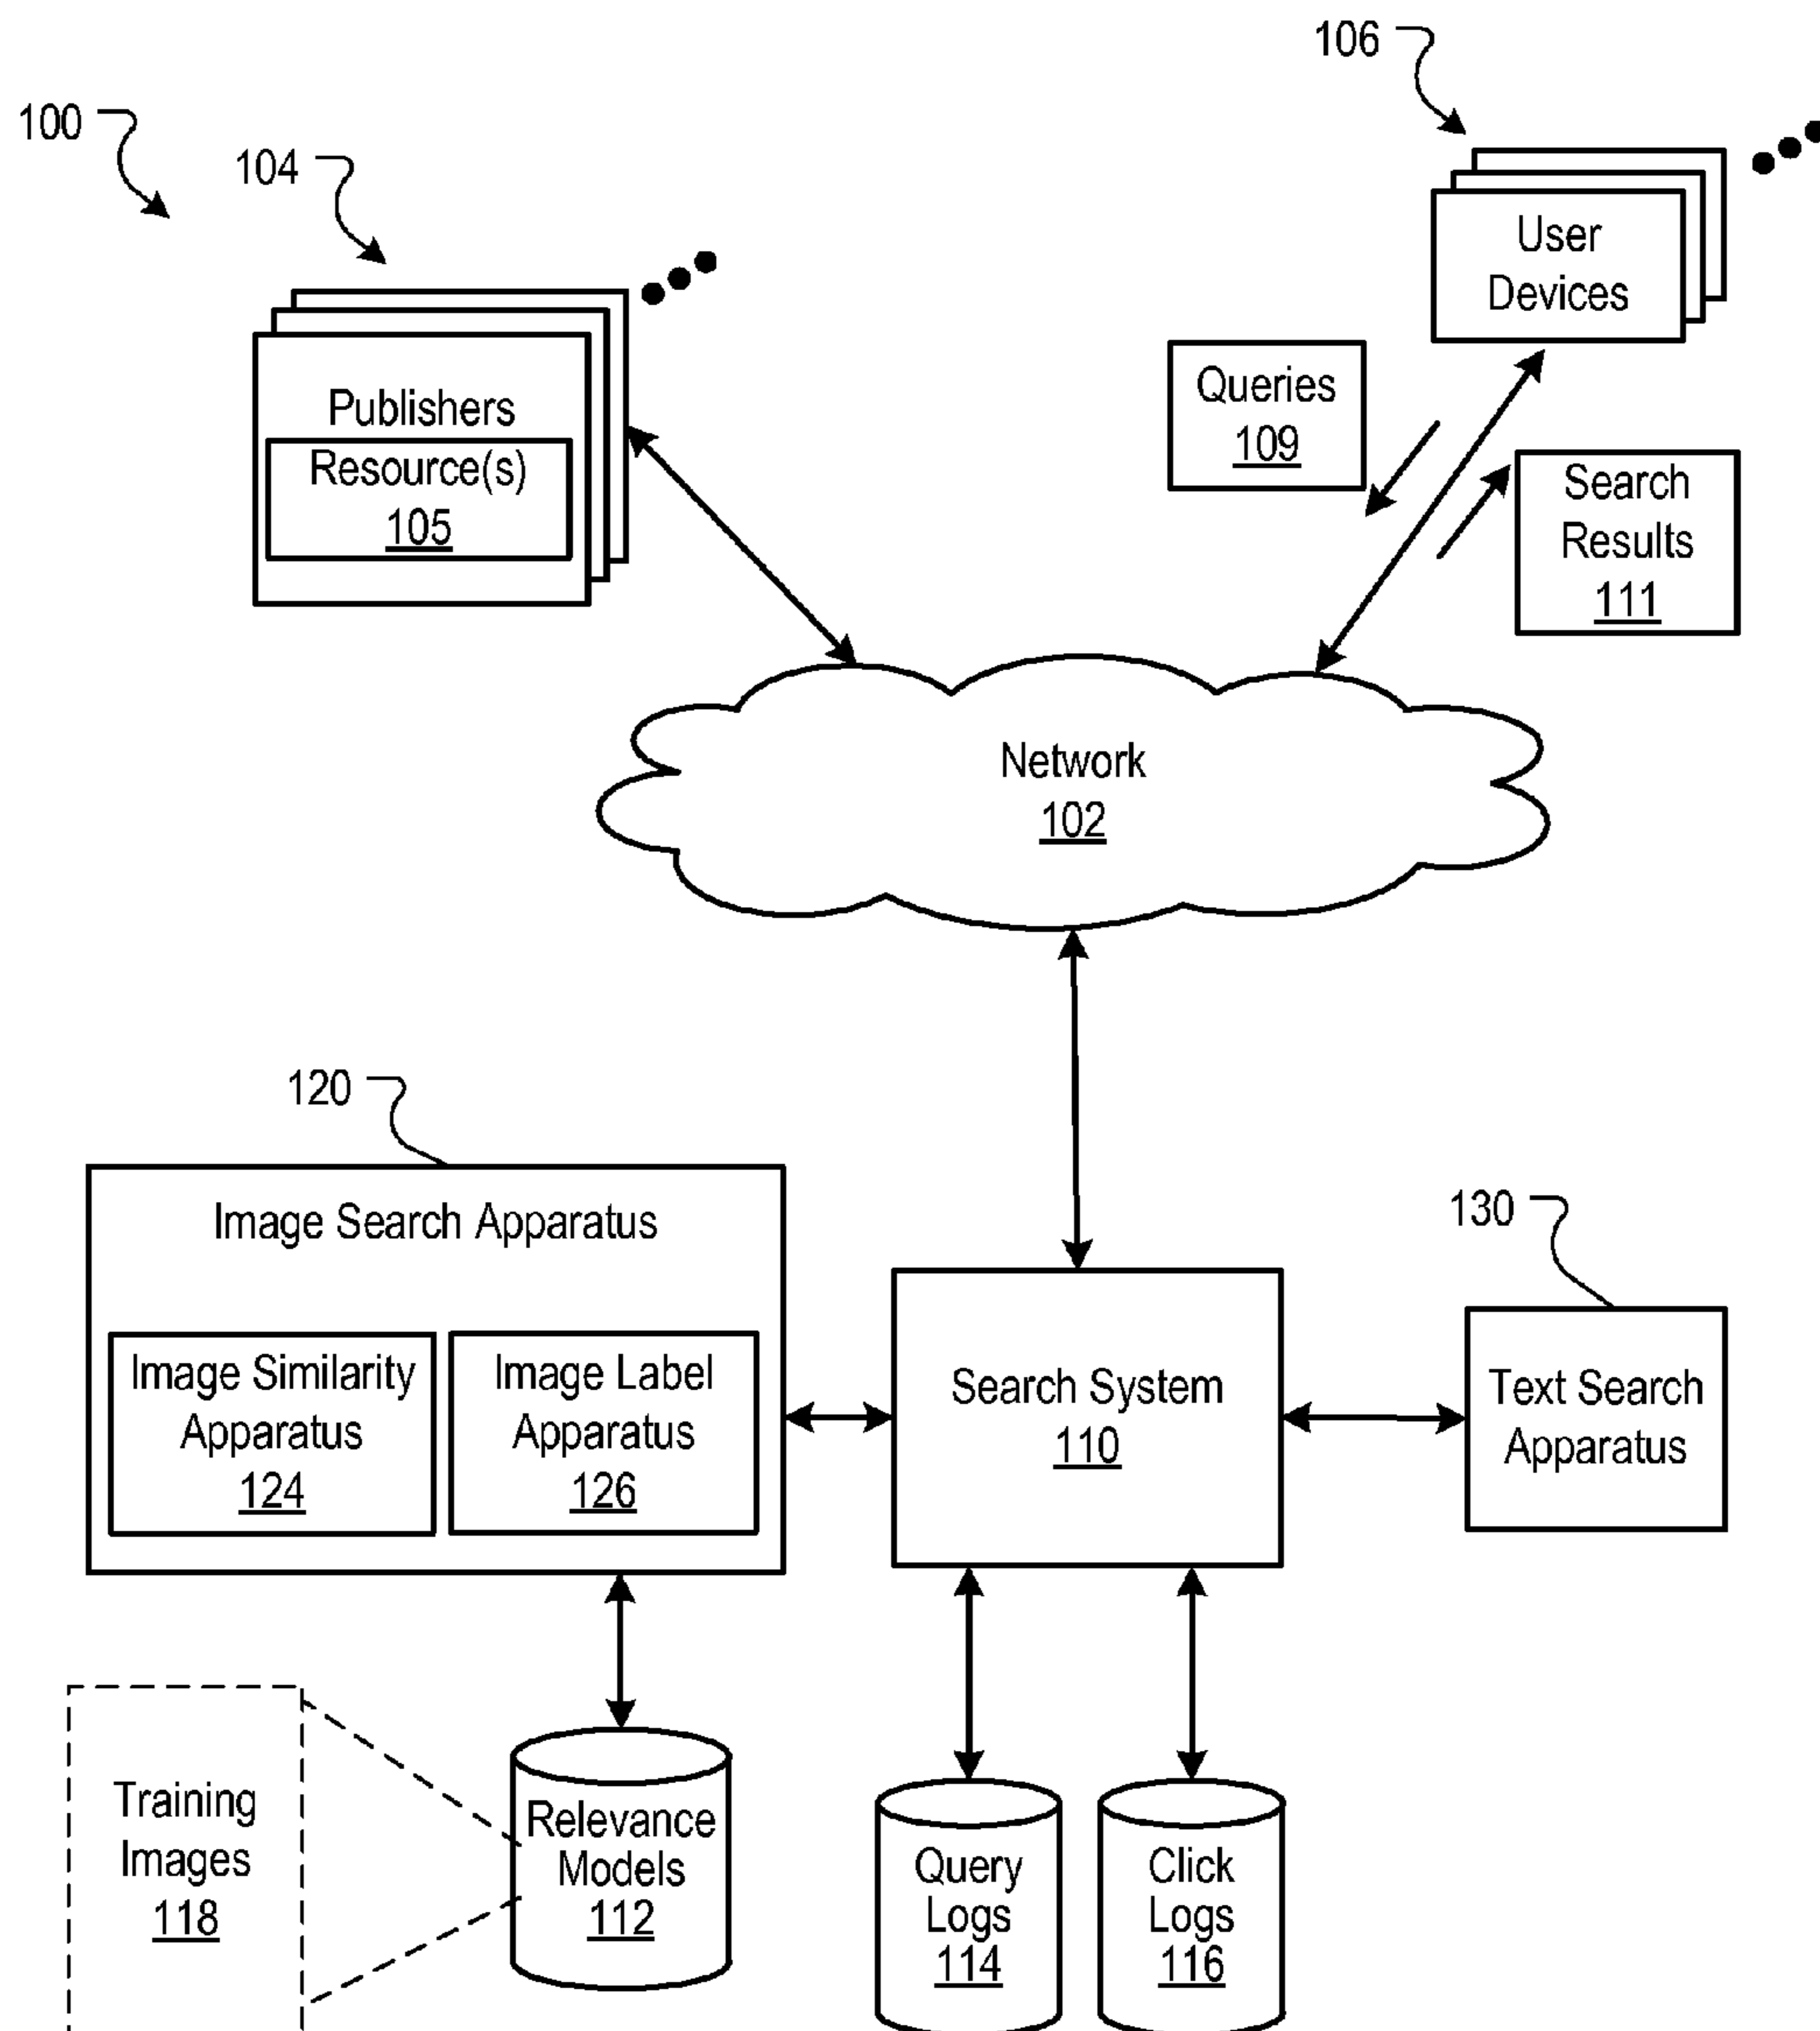 106
100
104
User
Devices
Queries
109
Publishers
Resource(s)
105
Search
Results
111
Network
102
120
Image Search Apparatus
130
Image Similarity
Apparatus
124
Image Label
Apparatus
126
Search System
110
Text Search
Apparatus
Training
Images
118
Relevance
Models
112
Query
Logs
114
Click
Logs
116